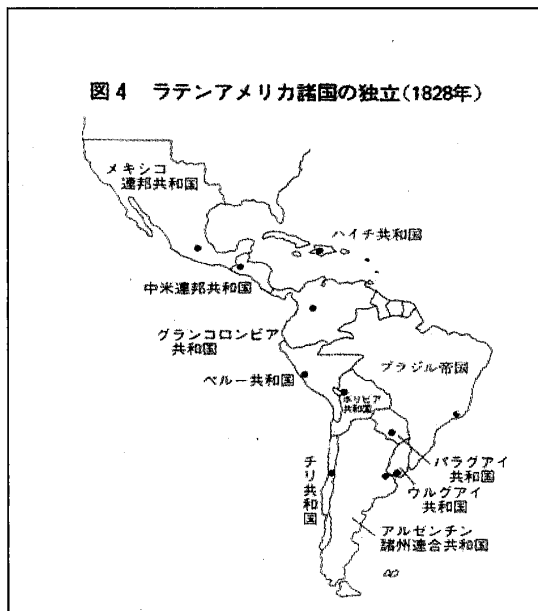 図4 ラテンアメリカ諸国の独立(1828年)
メキシコ
連邦共和国
ハイチ共和国
中米連邦共和国
グランコロンビア
共和国
ブラジル帝国
ペルー共和国
ボリビア
共和国
パラグアイ
共和国
チリ共和国
ウルグアイ
共和国
アルゼンチン
諸州連合共和国